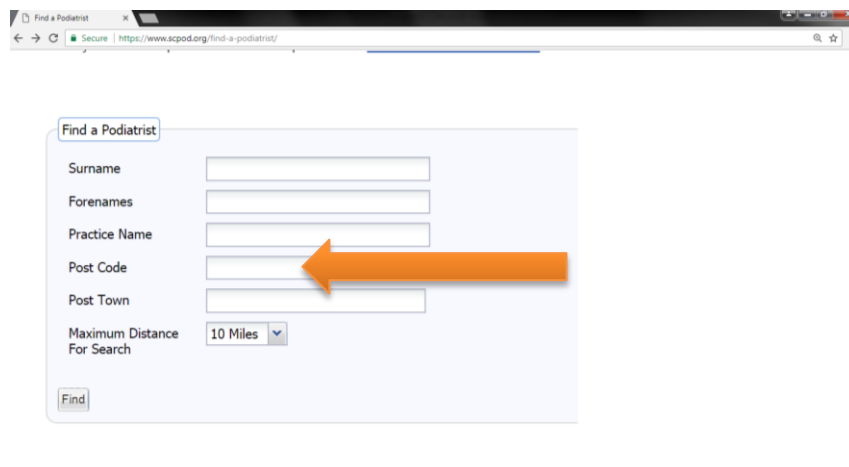 Find a Podiatrist
Secure | https://www.scpod.org/find-a-podiatrist/
Find a Podiatrist
Surname
Forenames
Practice Name
Post Code
Post Town
Maximum Distance
For Search
10 Miles
Find